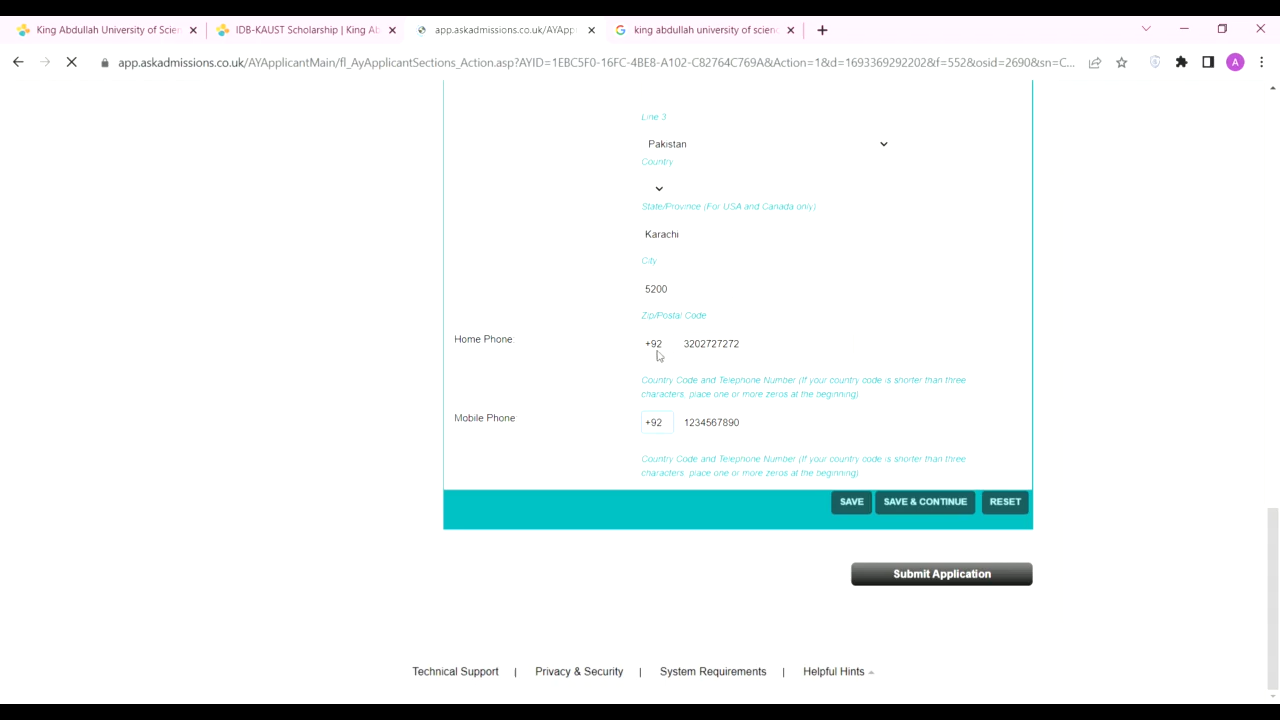 King Abdullah University of Scien
IDB-KAUST Scholarship | King Ab
app.askadmissions.co.uk/AYApp
king abdullah university of scienc
app.askadmissions.co.uk/AYApplicantMain/fl_AyApplicantSections_Action.asp?AYID=1EBC5F0-16FC-4BE8-A102-C82764C769A&Action=1&d=16933692922202&f=552&osid=2690&sn=C...
A
Line 3
Pakistan
Country
State/Province (For USA and Canada only)
Karachi
City
5200
Zip/Postal Code
Home Phone:
+92 3202727272
Country Code and Telephone Number (If your country code is shorter than three
characters, place one or more zeros at the beginning)
Mobile Phone
+92 1234567890
Country Code and Telephone Number (If your country code is shorter than three
characters, place one or more zeros at the beginning)
SAVE SAVE & CONTINUE RESET
Submit Application
Technical Support | Privacy & Security | System Requirements | Helpful Hints